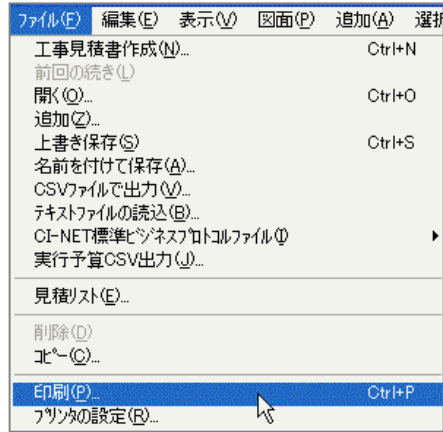 ファイル(F) 編集(E) 表示(V) 図面(P) 追加(A) 選択
工事見積書作成(N)... Ctrl+N
前回の続き(L)
開く(O)... Ctrl+O
追加(Z)...
上書き保存(S) Ctrl+S
名前を付けて保存(A)...
CSVファイルで出力(V)...
テキストファイルの読込(B)...
CI-NET標準ビジネスプロトコルファイル(I)
実行予算CSV出力(J)...
見積リスト(E)...
削除(D)
コピー(C)...
印刷(P)... Ctrl+P
プリンタの設定(R)...